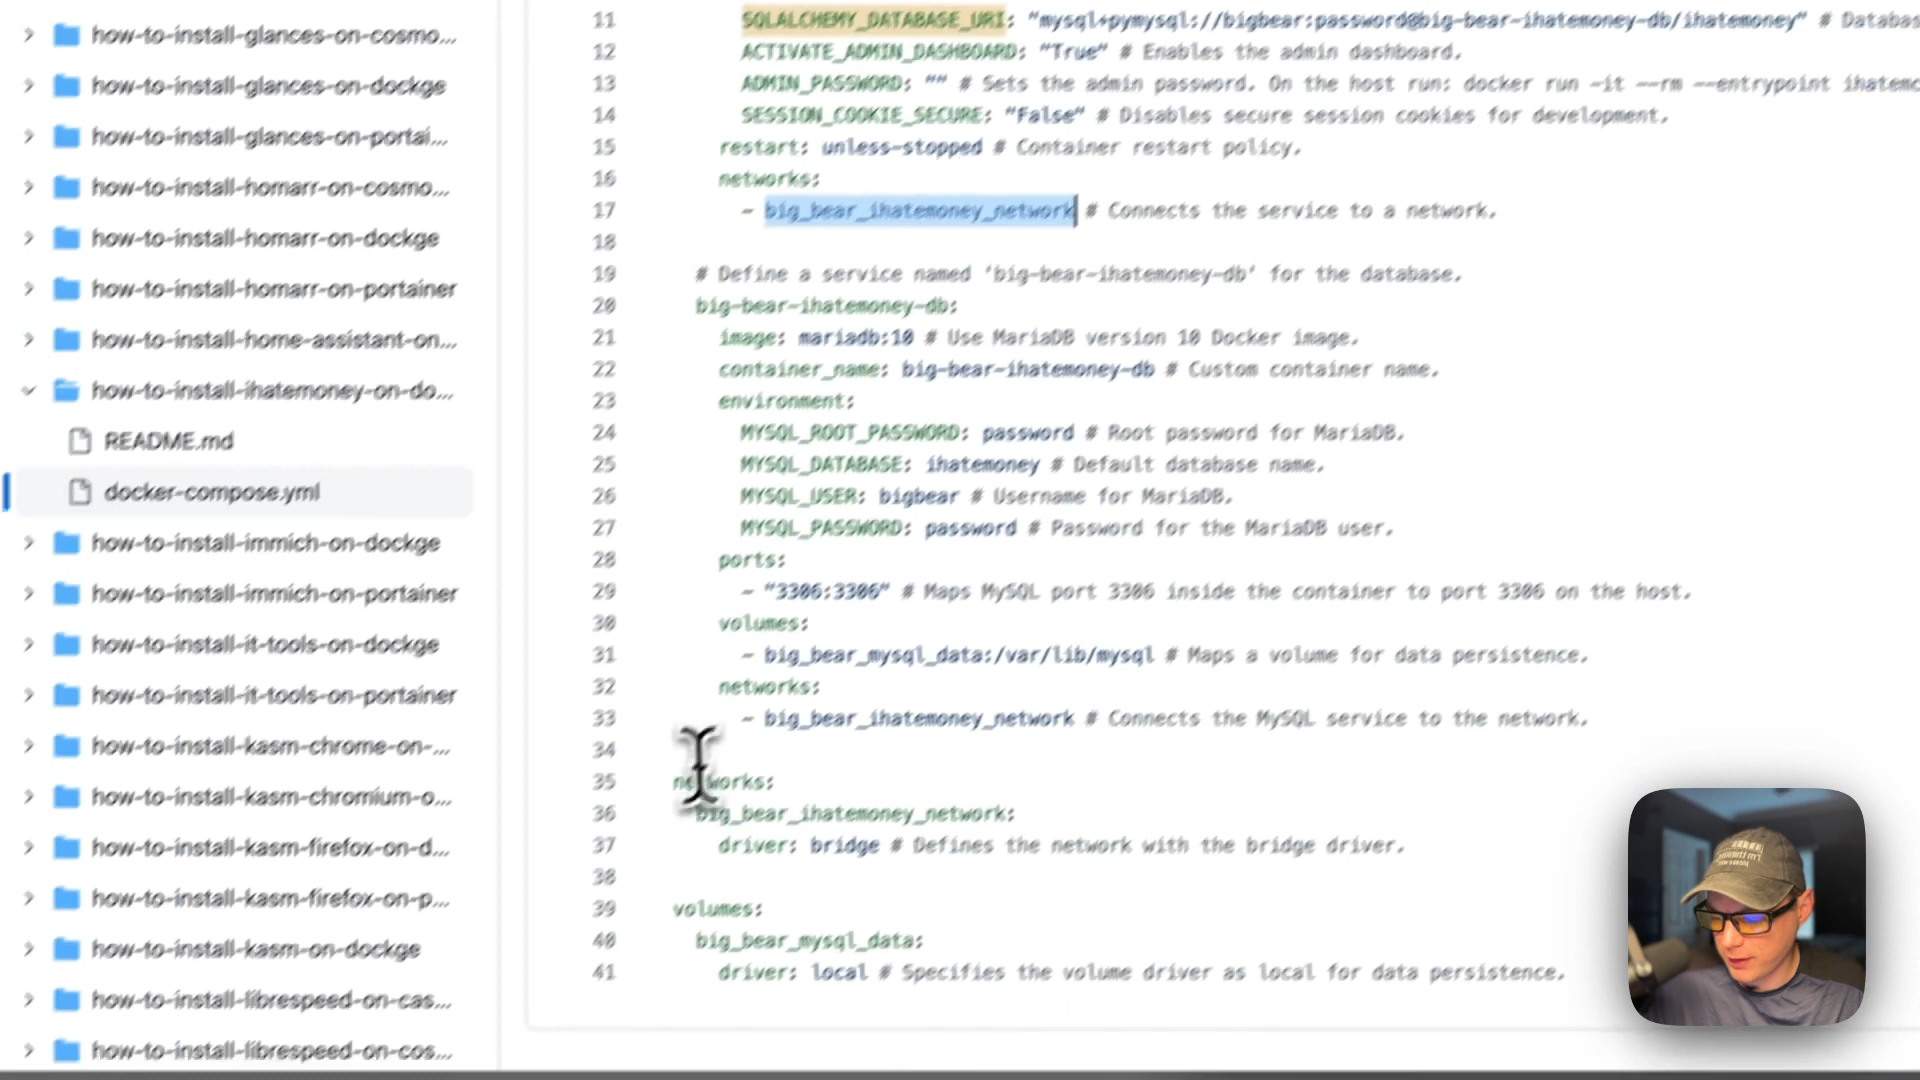 how-to-install-glances-on-cosmo...
how-to-install-glances-on-dockge
how-to-install-glances-on-portai...
how-to-install-homarr-on-cosmo...
how-to-install-homarr-on-dockge
how-to-install-homarr-on-portainer
how-to-install-home-assistant-on...
how-to-install-ihatemoney-on-do...
README.md
docker-compose.yml
how-to-install-immich-on-dockge
how-to-install-immich-on-portainer
how-to-install-it-tools-on-dockge
how-to-install-it-tools-on-portainer
how-to-install-kasm-chrome-on-...
how-to-install-kasm-chromium-o...
how-to-install-kasm-firefox-on-d...
how-to-install-kasm-firefox-on-p...
how-to-install-kasm-on-dockge
how-to-install-librespeed-on-cas...
how-to-install-librespeed-on-cos...
11 SQLALCHEMY_DATABASE_URI: "mysql+pymysql://bigbear:password@big-bear-ihatemoney-db/ihatemoney" # Databas
12 ACTIVATE_ADMIN_DASHBOARD: "True" # Enables the admin dashboard.
13 ADMIN_PASSWORD: "" # Sets the admin password. On the host run: docker run -it --rm --entrypoint ihatemo
14 SESSION_COOKIE_SECURE: "False" # Disables secure session cookies for development.
15 restart: unless-stopped # Container restart policy.
16 networks:
17 - big_bear_ihatemoney_network # Connects the service to a network.
18
19 # Define a service named 'big-bear-ihatemoney-db' for the database.
20 big-bear-ihatemoney-db:
21 image: mariadb:10 # Use MariaDB version 10 Docker image.
22 container_name: big-bear-ihatemoney-db # Custom container name.
23 environment:
24 MYSQL_ROOT_PASSWORD: password # Root password for MariaDB.
25 MYSQL_DATABASE: ihatemoney # Default database name.
26 MYSQL_USER: bigbear # Username for MariaDB.
27 MYSQL_PASSWORD: password # Password for the MariaDB user.
28 ports:
29 - "3306:3306" # Maps MySQL port 3306 inside the container to port 3306 on the host.
30 volumes:
31 - big_bear_mysql_data:/var/lib/mysql # Maps a volume for data persistence.
32 networks:
33 - big_bear_ihatemoney_network # Connects the MySQL service to the network.
34
35 networks:
36 big_bear_ihatemoney_network:
37 driver: bridge # Defines the network with the bridge driver.
38
39 volumes:
40 big_bear_mysql_data:
41 driver: local # Specifies the volume driver as local for data persistence.